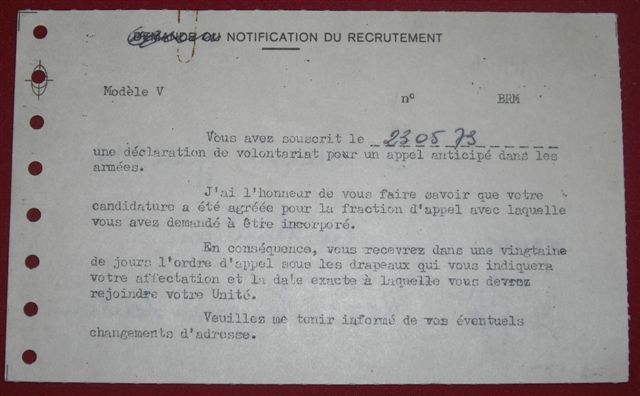 DEMANDE OU NOTIFICATION DU RECRUTEMENT
Modèle V nº BRM
Vous avez souscrit le 23 05 73
une déclaration de volontariat pour un appel anticipé dans les
armées.
J'ai l'honneur de vous faire savoir que votre
candidature a été agréée pour la fraction d'appel avec laquelle
vous avez demandé à être incorporé.
En conséquence, vous recevrez dans une vingtaine
de jours l'ordre d'appel sous les drapeaux qui vous indiquera
votre affectation et la date exacte à laquelle vous devrez
rejoindre votre Unité.
Veuillez me tenir informé de vos éventuels
changements d'adresse.